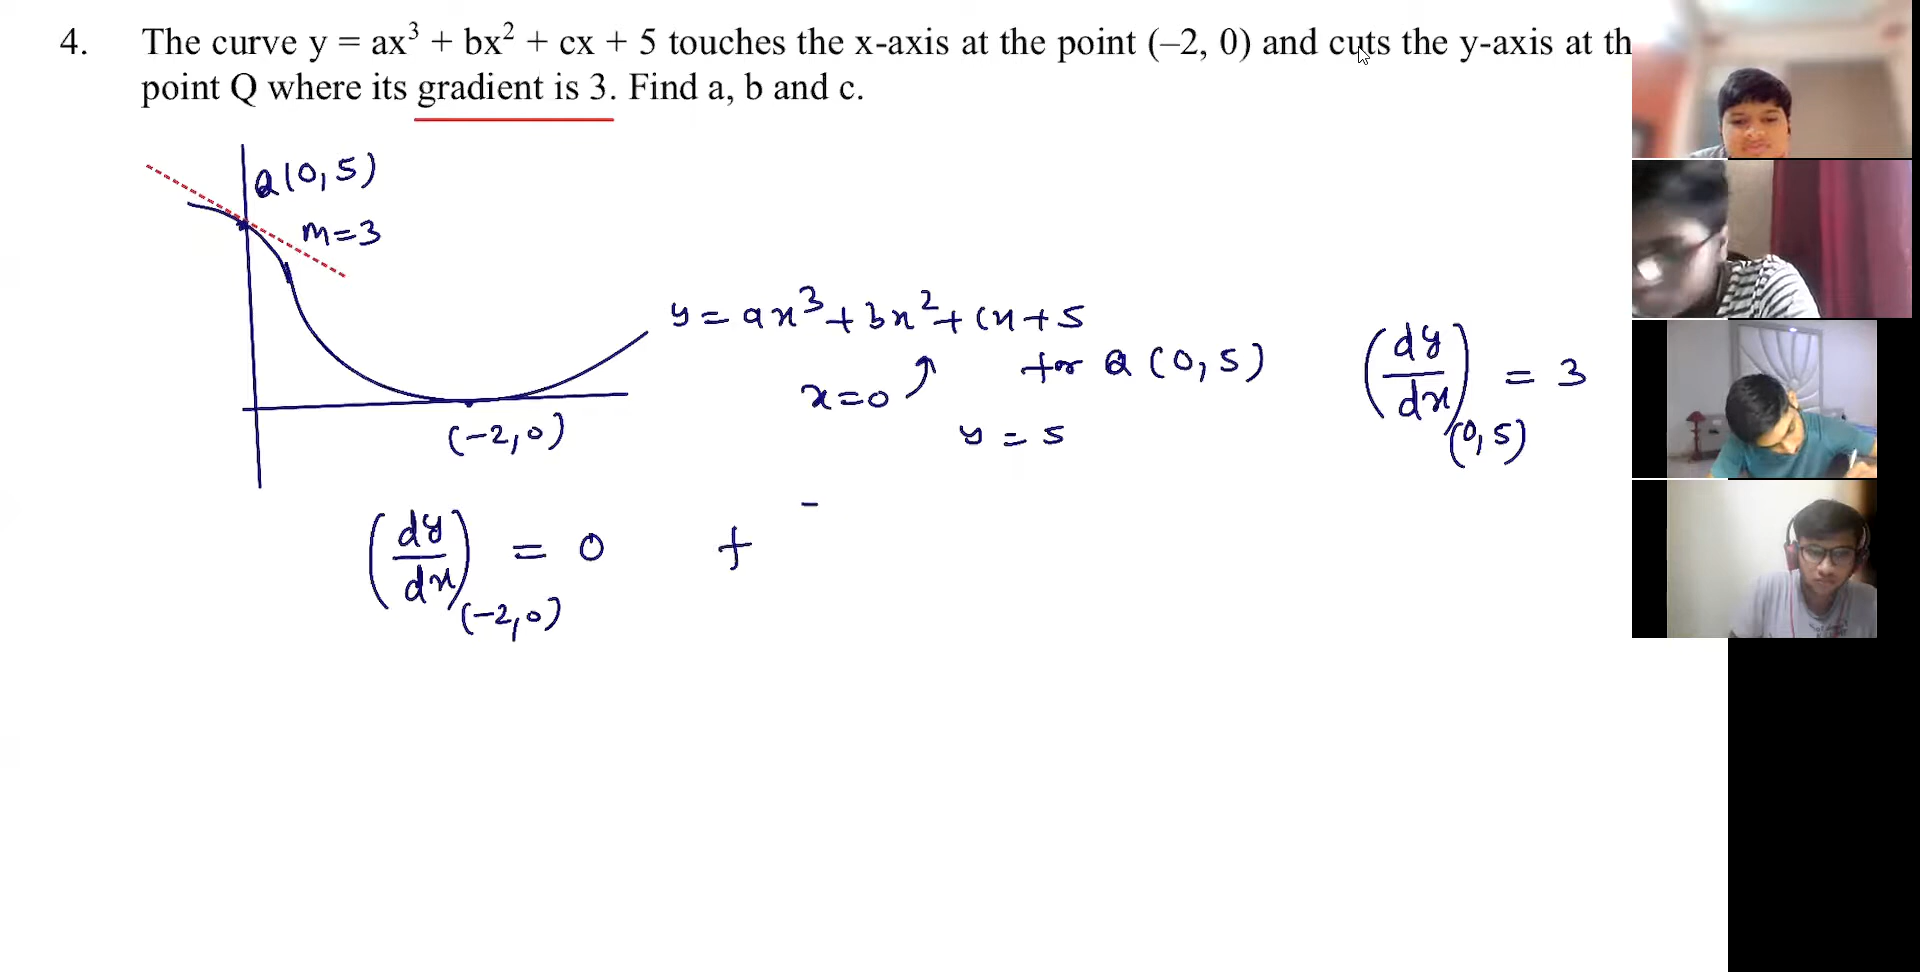 4. The curve y = ax³ + bx² + cx + 5 touches the x-axis at the point (–2, 0) and cuts the y-axis at th
point Q where its gradient is 3. Find a, b and c.
Q(0,5)
m=3
(-2,0)
y = ax³ + bx² + cx + 5
x=0
for Q (0,5)
y = 5
(dy/dx)(0,5) = 3
(dy/dx)(-2,0) = 0 +
-